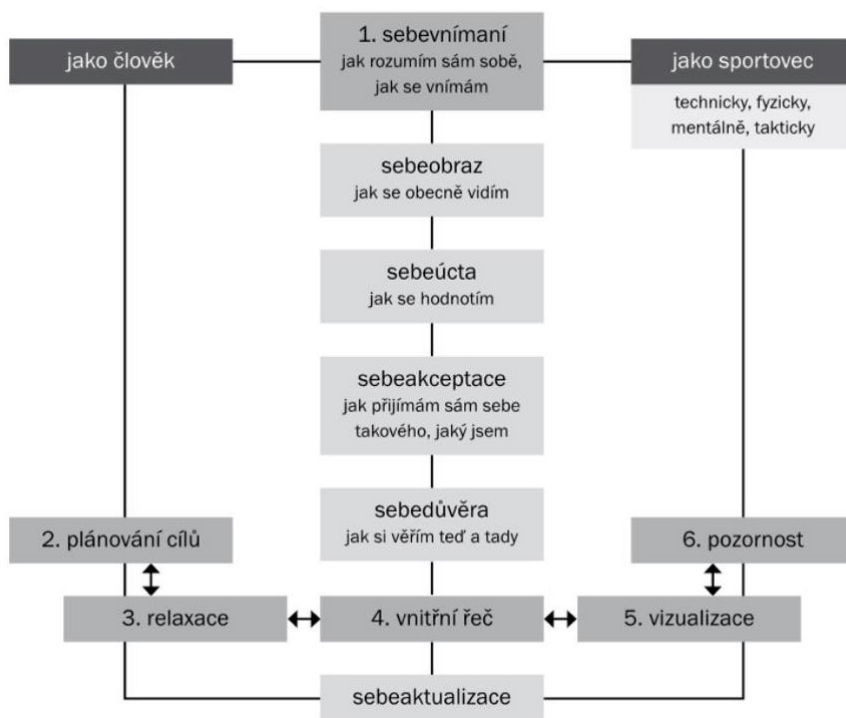 1. sebevnímaní
jak rozumím sám sobě,
jak se vnímám
jako člověk
jako sportovec
technicky, fyzicky,
mentálně, takticky
sebeobraz
jak se obecně vidím
sebeúcta
jak se hodnotím
sebeakceptace
jak přijímám sám sebe
takového, jaký jsem
sebedůvěra
jak si věřím teď a tady
2. plánování cílů
6. pozornost
3. relaxace
4. vnitřní řeč
5. vizualizace
sebeaktualizace